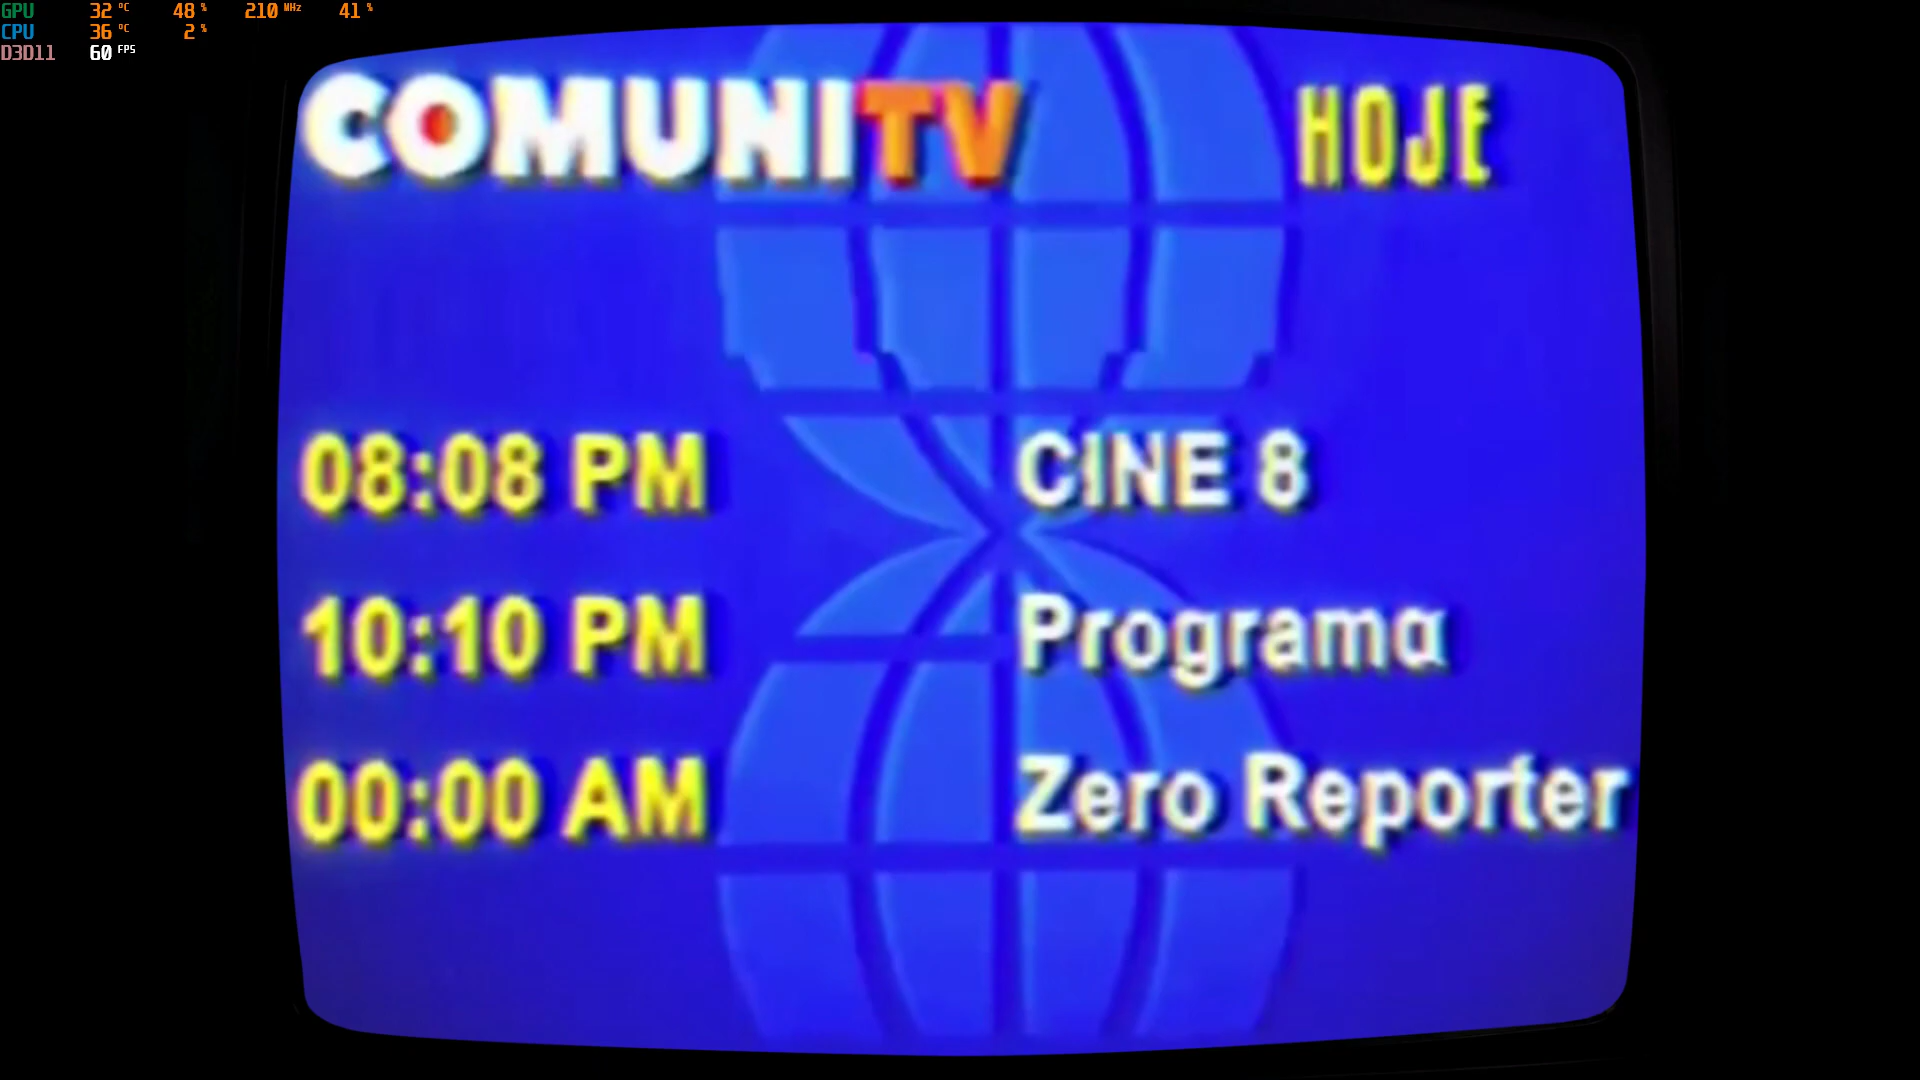 GPU 32 °C 48 % 210 MHz 41 %
CPU 36 °C 2 %
D3D11 60 FPS
COMUNITV HOJE
08:08 PM CINE 8
10:10 PM Programa
00:00 AM Zero Reporter